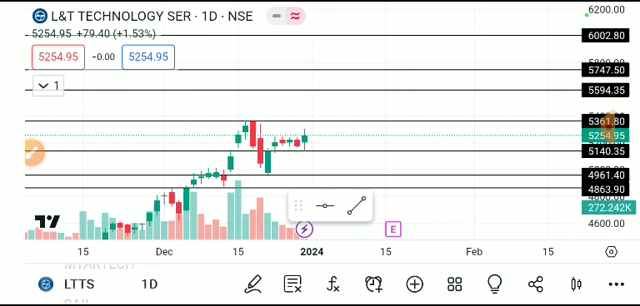 L&T TECHNOLOGY SER · 1D · NSE
5254.95 +79.40 (+1.53%)
5254.95 −0.00 5254.95
1
6200.00
6002.80
5747.50
5594.35
5361.80
5254.95
5140.35
4961.40
4863.90
272.242K
4600.00
E
15 Dec 15 2024 15 Feb 15
LTTS 1D